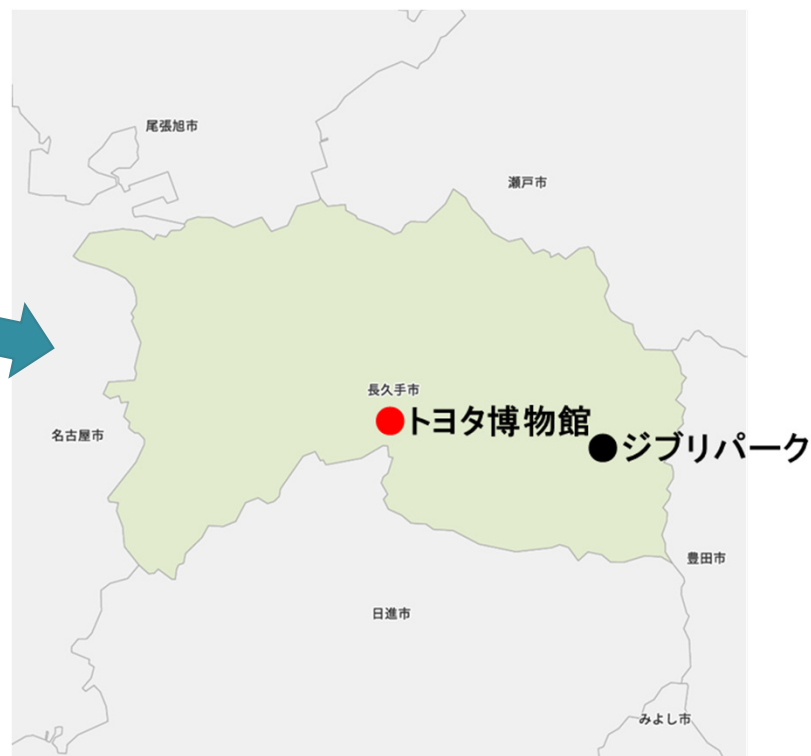 尾張旭市
瀬戸市
長久手市
トヨタ博物館
名古屋市
ジブリパーク
豊田市
日進市
みよし市